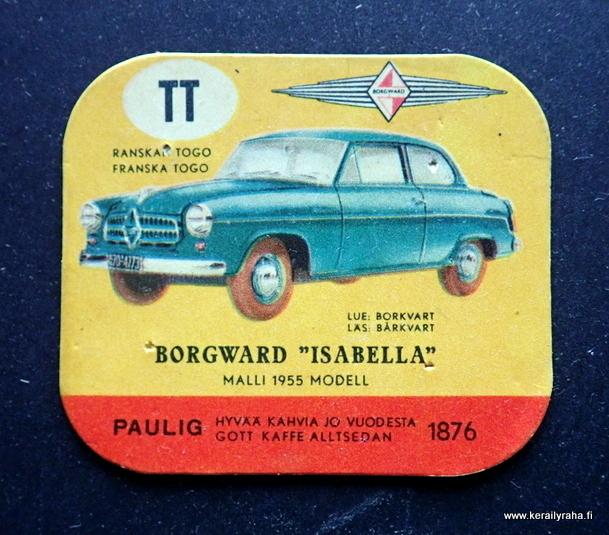 TT
BORGWARD
RANSKAN TOGO
FRANSKA TOGO
LUE: BORKVART
LÄS: BÅRKVART
BORGWARD "ISABELLA"
MALLI 1955 MODELL
PAULIG HYVÄÄ KAHVIA JO VUODESTA 1876
GOTT KAFFE ALLTSEDAN
www.kerailyraha.fi